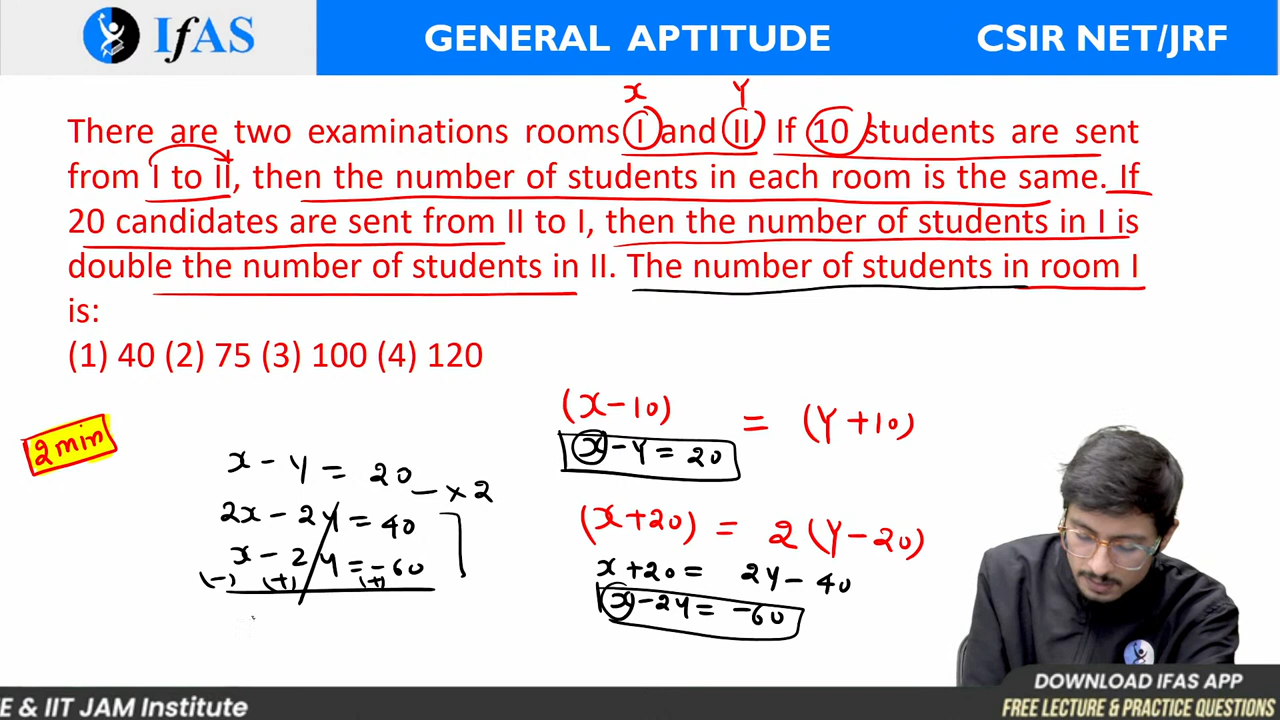 IfAS
GENERAL APTITUDE
CSIR NET/JRF
x Y
There are two examinations rooms I and II. If 10 students are sent
from I to II, then the number of students in each room is the same. If
20 candidates are sent from II to I, then the number of students in I is
double the number of students in II. The number of students in room I
is:
(1) 40 (2) 75 (3) 100 (4) 120
2 min
x - y = 20 - x 2
2x - 2y = 40
x - 2y = -60
(-) (+) (+)
(x-10) = (Y+10)
x - Y = 20
(x+20) = 2(Y-20)
x+20 = 2Y - 40
x - 2Y = -60
DOWNLOAD IFAS APP
FREE LECTURE & PRACTICE QUESTIONS
E & IIT JAM Institute